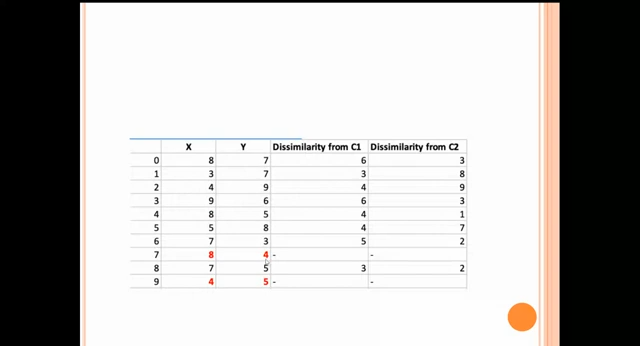 X Y Dissimilarity from C1 Dissimilarity from C2
0 8 7 6 3
1 3 7 3 8
2 4 9 4 9
3 9 6 6 3
4 8 5 4 1
5 5 8 4 7
6 7 3 5 2
7 8 4 - -
8 7 5 3 2
9 4 5 - -